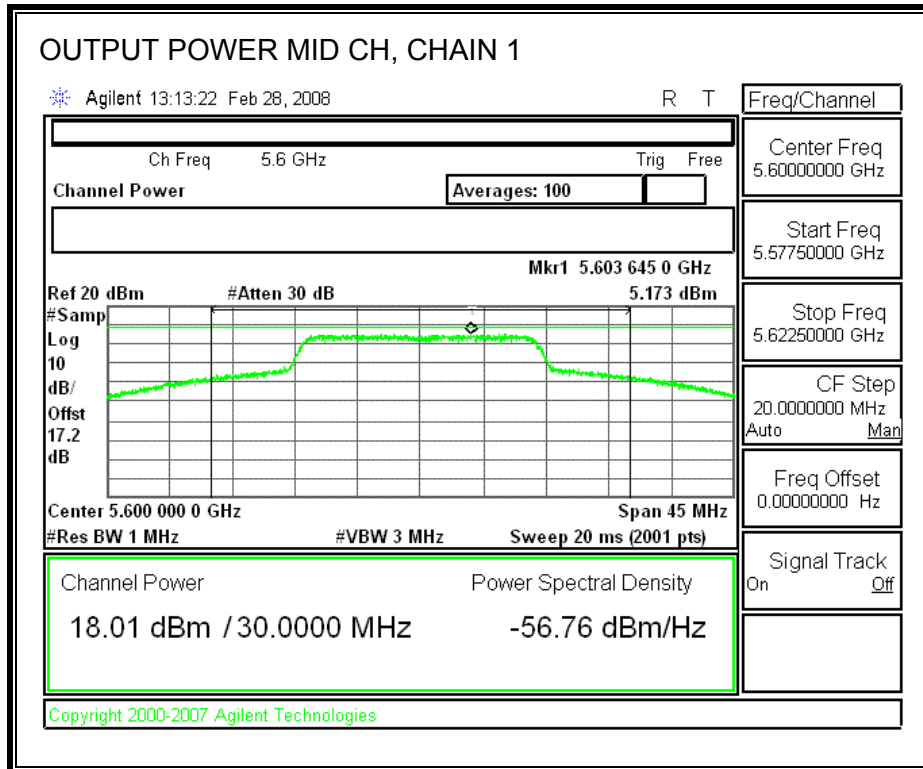 OUTPUT POWER MID CH, CHAIN 1
Agilent 13:13:22 Feb 28, 2008 R T
Freq/Channel
Ch Freq 5.6 GHz Trig Free
Channel Power Averages: 100
Mkr1 5.603 645 0 GHz
Ref 20 dBm #Atten 30 dB 5.173 dBm
#Samp
Log
10
dB/
Offst
17.2
dB
1
Center 5.600 000 0 GHz Span 45 MHz
#Res BW 1 MHz #VBW 3 MHz Sweep 20 ms (2001 pts)
Channel Power Power Spectral Density
18.01 dBm / 30.0000 MHz -56.76 dBm/Hz
Copyright 2000-2007 Agilent Technologies
Center Freq
5.60000000 GHz
Start Freq
5.57750000 GHz
Stop Freq
5.62250000 GHz
CF Step
20.0000000 MHz
Auto Man
Freq Offset
0.00000000 Hz
Signal Track
On Off